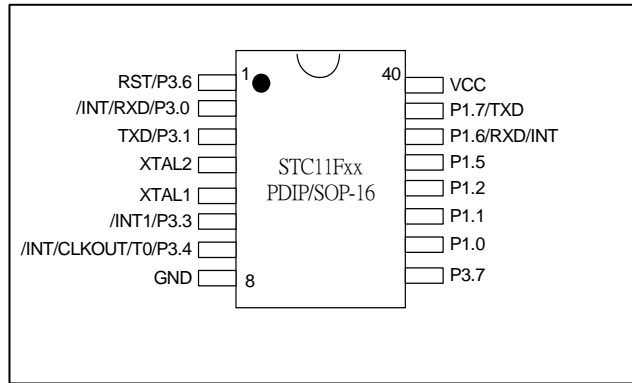 1 40
RST/P3.6 VCC
/INT/RXD/P3.0 P1.7/TXD
TXD/P3.1 P1.6/RXD/INT
XTAL2 P1.5
STC11Fxx
PDIP/SOP-16
XTAL1 P1.2
/INT1/P3.3 P1.1
/INT/CLKOUT/T0/P3.4 P1.0
GND 8 P3.7